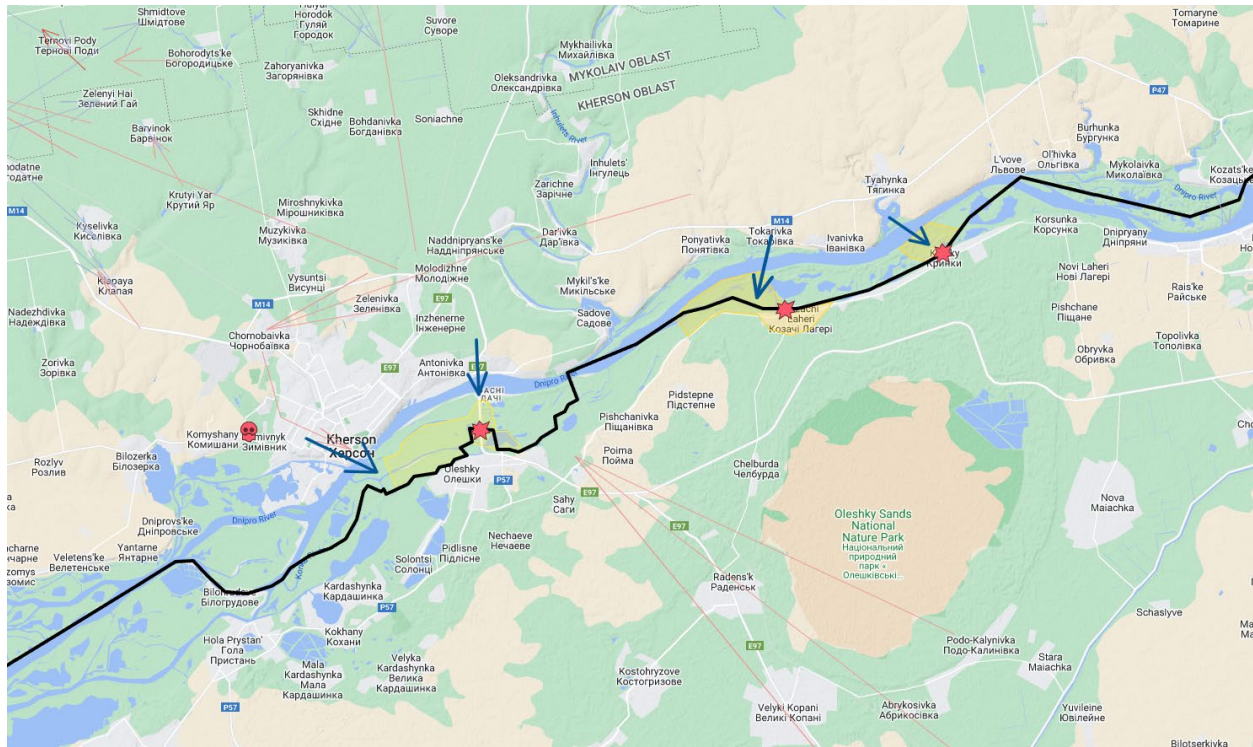 Shmidtove
Шмідтове
Horodok
Гуляй
Городок
Suvore
Суворе
Tomaryne
Томарине
Ternovi Pody
Тернові Поди
Bohorodyts'ke
Богородицьке
Zahoryanivka
Загорянівка
Mykhailivka
Михайлівка
Oleksandrivka
Олександрівка
MYKOLAIV OBLAST
KHERSON OBLAST
Zelenyi Hai
Зелений Гай
P47
Skhidne
Східне
Bohdanivka
Богданівка
Soniachne
Inhulets River
Barvinok
Барвінок
Burhunka
Бургунка
L'vove
Львове
Ol'hivka
Ольгівка
Mykolaivka
Миколаївка
Kozats'ke
Козацьке
Inhulets'
Інгулець
Tyahynka
Тягинка
Krutyi Yar
Крутий Яр
Zarichne
Зарічне
Dnipro River
M14
Miroshnykivka
Мірошниківка
Kyselivka
Киселівка
Muzykivka
Музиківка
Dar'ivka
Дар'ївка
M14
Tokarivka
Токарівка
Korsunka
Корсунка
Dnipryany
Дніпряни
Naddnipryans'ke
Наддніпрянське
Ponyativka
Понятівка
Ivanivka
Іванівка
Кринки
Vysuntsi
Висунці
Molodizhne
Молодіжне
Novi Laheri
Нові Лагері
Klapaya
Клапая
Mykil's'ke
Микільське
Rais'ke
Райське
M14
Zelenivka
Зеленівка
E97
Pishchane
Піщане
Nadezhdivka
Надеждівка
Sadove
Садове
Laheri
Козачі Лагері
Chornobaivka
Чорнобаївка
Inzhenerne
Інженерне
Topolivka
Тополівка
Zorivka
Зорівка
Obryvka
Обривка
E97
Antonivka
Антонівка
E97
Dnipro River
Pidstepne
Підстепне
Pishchanivka
Піщанівка
Komyshany
Комишани
Зимівник
Kherson
Херсон
Bilozerka
Білозерка
Poima
Пойма
Rozlyv
Розлив
Chelburda
Челбурда
Oleshky
Олешки
P57
E97
Sahy
Саги
Nova
Maiachka
Oleshky Sands
National
Nature Park
Національний
природний
парк «
Олешківські...
Dnipro River
Dniprovs'ke
Дніпровське
E97
Nechaeve
Нечаеве
Yantarne
Янтарне
Veletens'ke
Велетенське
Pidlisne
Підлісне
Solontsi
Солонці
Radens'k
Раденськ
Kardashynka
Кардашинка
Білогрудове
P57
Schaslyve
Kokhany
Кохани
Hola Prystan'
Гола
Пристань
E97
Podo-Kalynivka
Подо-Калинівка
Stara
Maiachka
Mala
Kardashynka
Мала
Кардашинка
Velyka
Kardashynka
Велика
Кардашинка
Kostohryzove
Костогризове
P57
Velyki Kopani
Великі Копані
Abrykosivka
Абрикосівка
Yuvileine
Ювілейне
Bilotserkivka